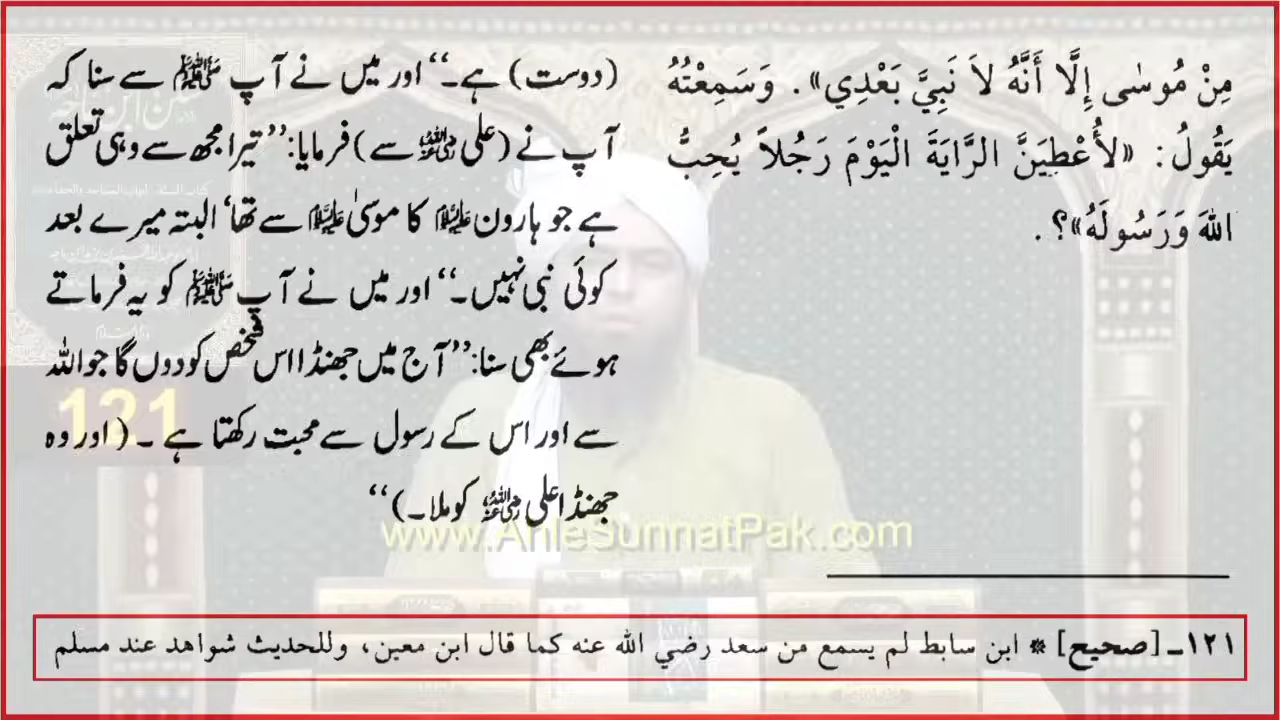 مِنْ مُوسٰى إِلَّا أَنَّهُ لاَ نَبِيَّ بَعْدِي». وَسَمِعْتُهُ
يَقُولُ: «لأُعْطِيَنَّ الرَّايَةَ الْيَوْمَ رَجُلاً يُحِبُّ
اللهَ وَرَسُولَهُ»؟ .
(دوست) ہے۔‘‘ اور میں نے آپ ﷺ سے سنا کہ
آپ نے (علی رضی اللہ عنہ سے) فرمایا: ’’تیرا مجھ سے وہی تعلق
ہے جو ہارون علیہ السلام کا موسیٰ علیہ السلام سے تھا‘ البتہ میرے بعد
کوئی نبی نہیں۔‘‘ اور میں نے آپ ﷺ کو یہ فرماتے
ہوئے بھی سنا: ’’آج میں جھنڈا اس شخص کو دوں گا جو اللہ
سے اور اس کے رسول سے محبت رکھتا ہے ۔ (اور وہ
جھنڈا علی رضی اللہ عنہ کو ملا۔)‘‘
121
www.AhleSunnatPak.com
١٢١ـ [صحيح] * ابن سابط لم يسمع من سعد رضي الله عنه كما قال ابن معين، وللحديث شواهد عند مسلم